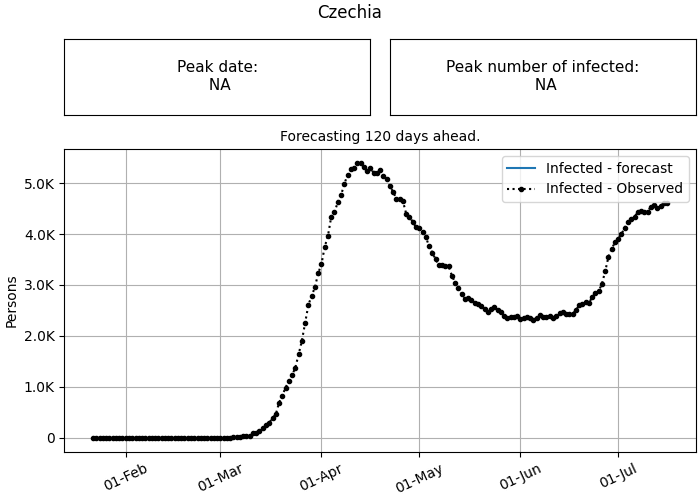 Czechia
Peak date:
NA
Peak number of infected:
NA
Forecasting 120 days ahead.
Infected - forecast
Infected - Observed
5.0K
4.0K
3.0K
2.0K
1.0K
0
Persons
01-Feb
01-Mar
01-Apr
01-May
01-Jun
01-Jul